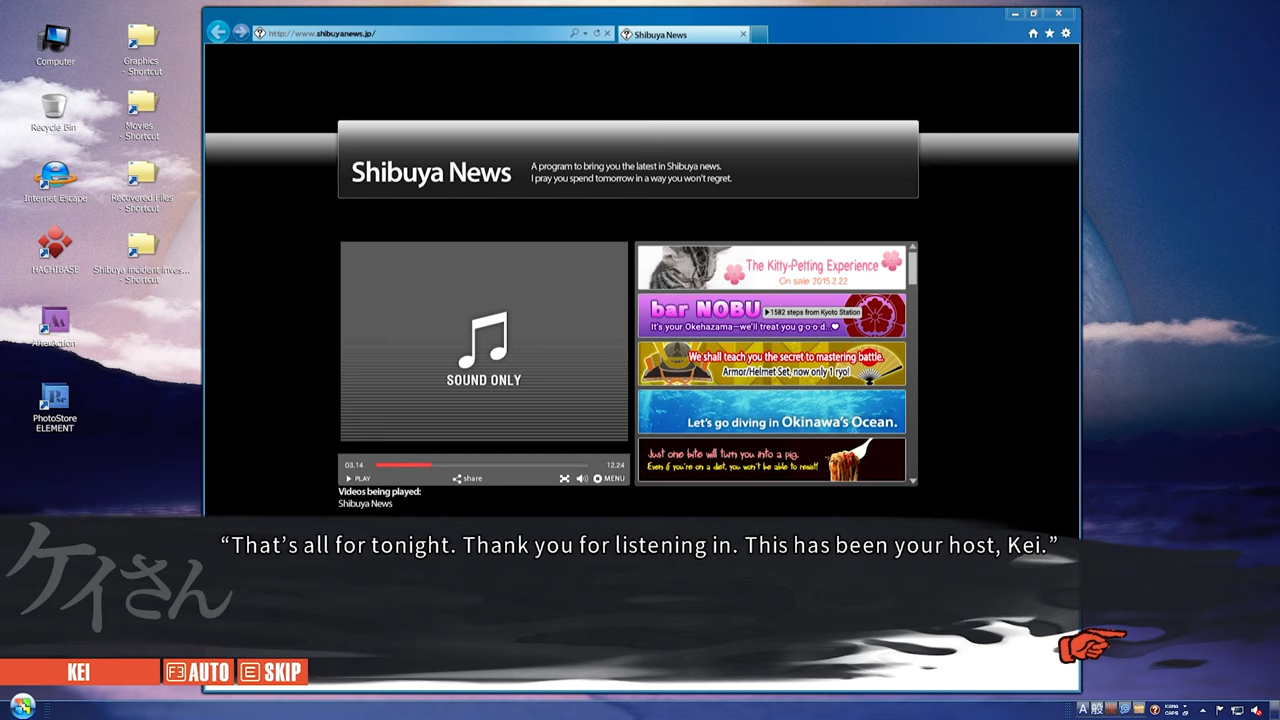 http://www.shibuyanews.jp/
Shibuya News
Computer
Graphics
- Shortcut
Recycle Bin
Movies
- Shortcut
Internet Escape
Recovered Files
- Shortcut
HACHIBASE
Shibuya incident inves...
- Shortcut
AfterAction
PhotoStore
ELEMENT
Shibuya News
A program to bring you the latest in Shibuya news.
I pray you spend tomorrow in a way you won't regret.
SOUND ONLY
The Kitty-Petting Experience
On sale 2015.2.22
bar NOBU ▶1582 steps from Kyoto Station
It's your Okehazama—we'll treat you g·o·o·d...♥
We shall teach you the secret to mastering battle.
Armor/Helmet Set, now only 1 ryo!
Let's go diving in Okinawa's Ocean.
Just one bite will turn you into a pig.
Even if you're on a diet, you won't be able to resist!
03.14 12.24
PLAY share MENU
Videos being played:
Shibuya News
ケイさん
“That's all for tonight. Thank you for listening in. This has been your host, Kei.”
KEI F3 AUTO E SKIP
A 般 KANA
CAPS